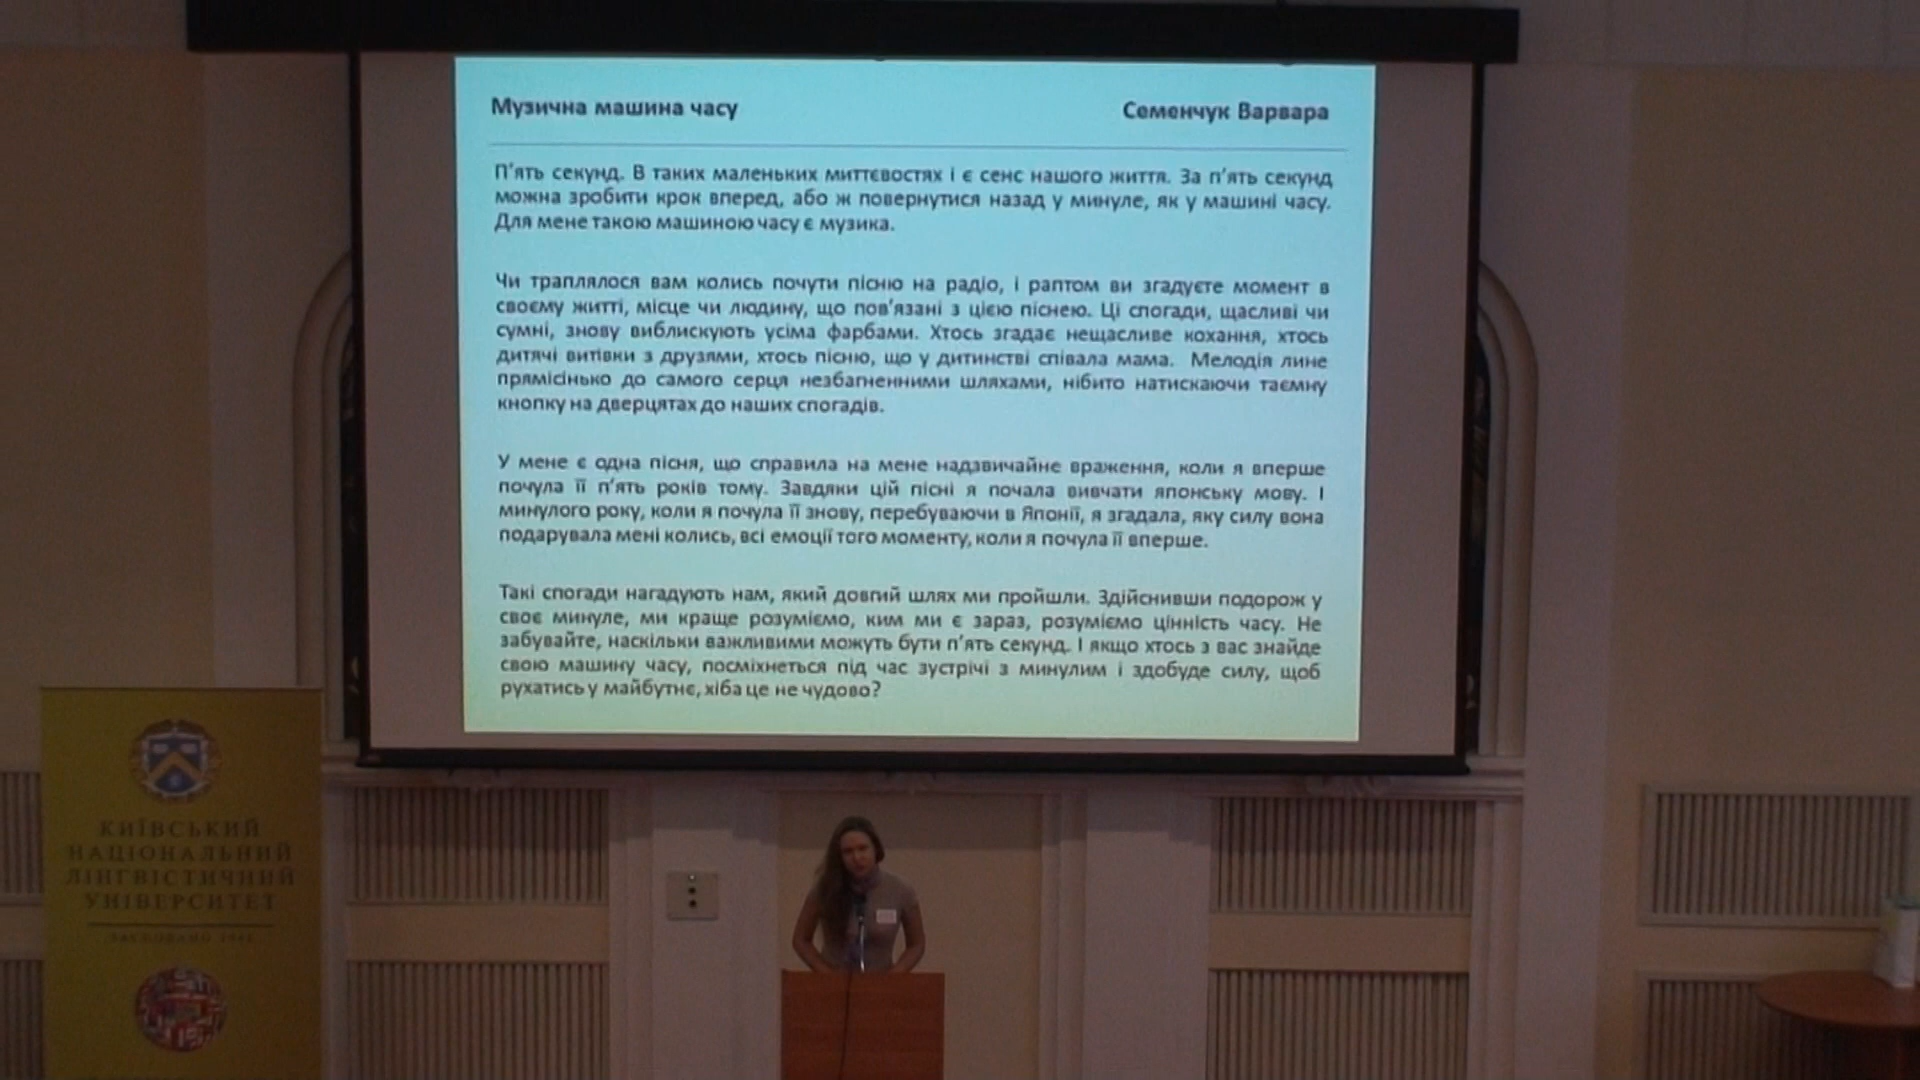 Музична машина часу
Семенчук Варвара
П'ять секунд. В таких маленьких миттєвостях і є сенс нашого життя. За п'ять секунд
можна зробити крок вперед, або ж повернутися назад у минуле, як у машині часу.
Для мене такою машиною часу є музика.
Чи траплялося вам колись почути пісню на радіо, і раптом ви згадуєте момент в
своєму житті, місце чи людину, що пов'язані з цією піснею. Ці спогади, щасливі чи
сумні, знову виблискують усіма фарбами. Хтось згадає нещасливе кохання, хтось
дитячі витівки з друзями, хтось пісню, що у дитинстві співала мама. Мелодія лине
прямісінько до самого серця незбагненними шляхами, нібито натискаючи таємну
кнопку на дверцятах до наших спогадів.
У мене є одна пісня, що справила на мене надзвичайне враження, коли я вперше
почула її п'ять років тому. Завдяки цій пісні я почала вивчати японську мову. І
минулого року, коли я почула її знову, перебуваючи в Японії, я згадала, яку силу вона
подарувала мені колись, всі емоції того моменту, коли я почула її вперше.
Такі спогади нагадують нам, який довгий шлях ми пройшли. Здійснивши подорож у
своє минуле, ми краще розуміємо, ким ми є зараз, розуміємо цінність часу. Не
забувайте, наскільки важливими можуть бути п'ять секунд. І якщо хтось з вас знайде
свою машину часу, посміхнеться під час зустрічі з минулим і здобуде силу, щоб
рухатись у майбутнє, хіба це не чудово?
КИЇВСЬКИЙ
НАЦІОНАЛЬНИЙ
ЛІНГВІСТИЧНИЙ
УНІВЕРСИТЕТ